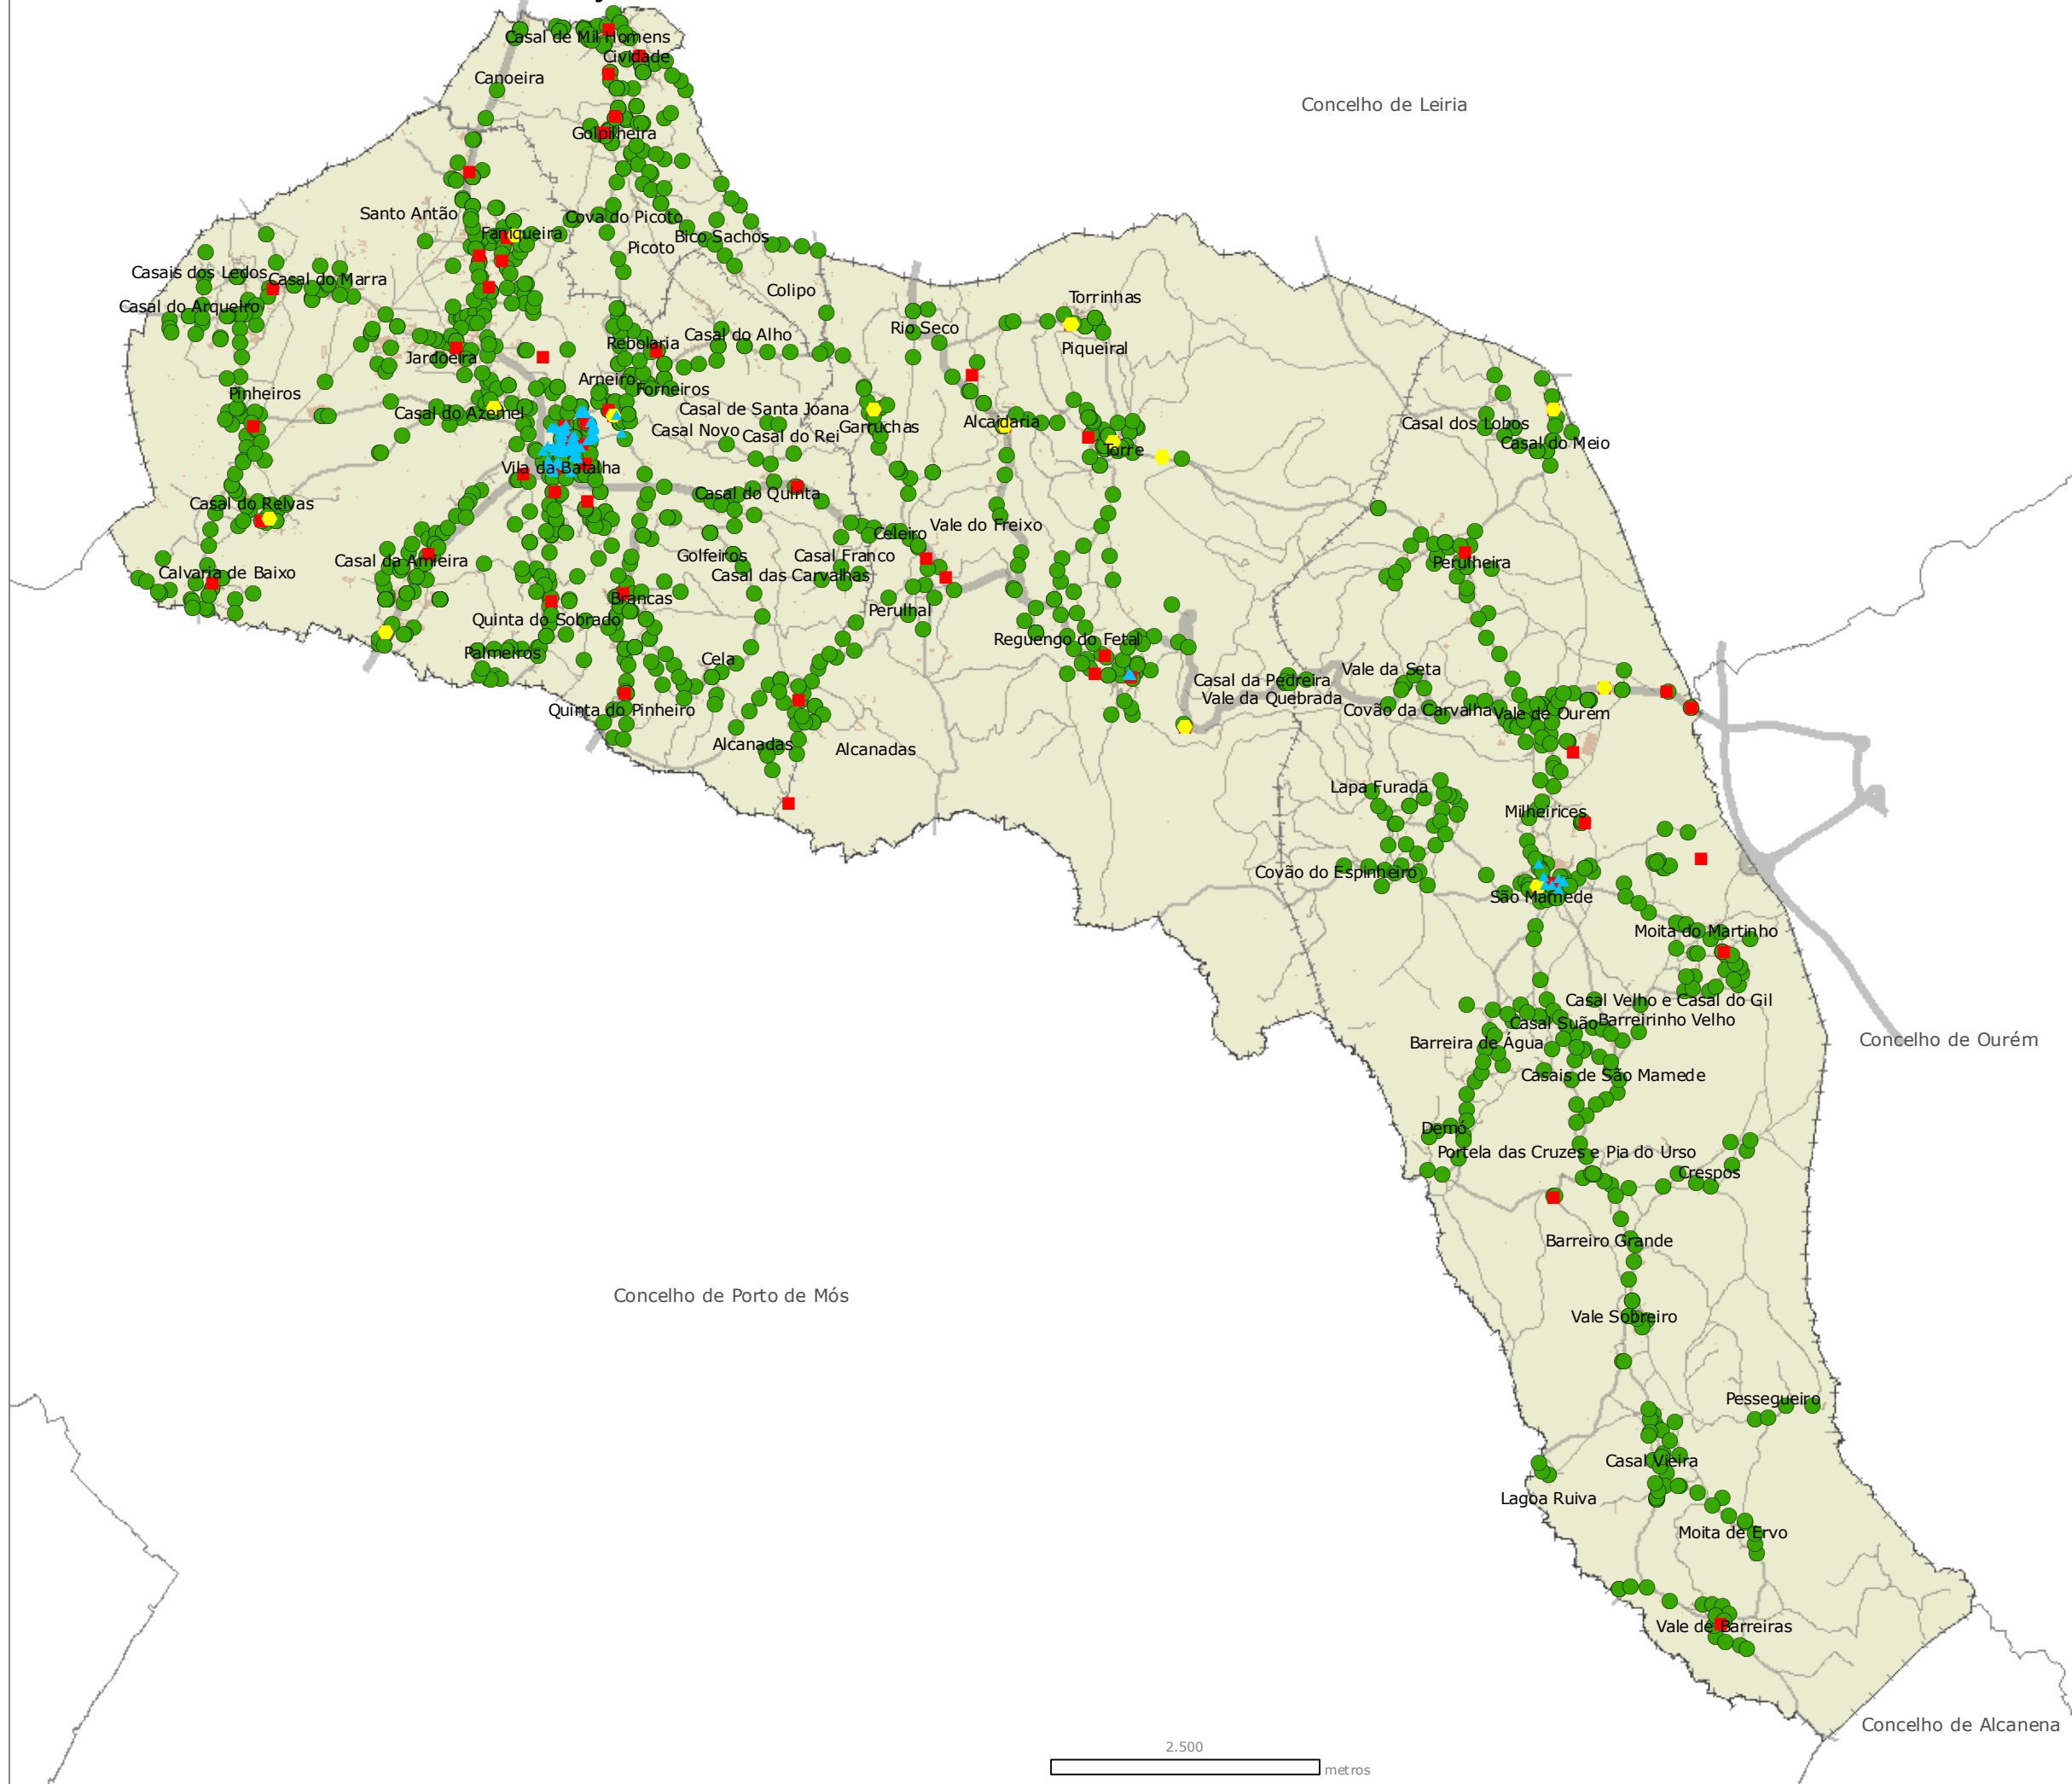 Casal de Mil Homens
Cividade
Canoeira
Concelho de Leiria
Golpilheira
Santo Antão
Cova do Picoto
Faniqueira
Bico Sachos
Picoto
Casais dos Ledos
Casal do Marra
Colipo
Torrinhas
Casal do Arqueiro
Rio Seco
Casal do Alho
Rebolaria
Piqueiral
Jardoeira
Arneiro
Forneiros
Pinheiros
Casal de Santa Joana
Casal do Azemel
Alcaidaria
Casal dos Lobos
Garruchas
Casal Novo
Casal do Rei
Casal do Meio
Torre
Vila da Batalha
Casal do Quinta
Casal do Relvas
Vale do Freixo
Celeiro
Golfeiros
Casal Franco
Casal da Amieira
Perulheira
Calvaria de Baixo
Casal das Carvalhas
Brancas
Perulhal
Quinta do Sobrado
Reguengo do Fetal
Palmeiros
Cela
Vale da Seta
Casal da Pedreira
Vale da Quebrada
Quinta do Pinheiro
Covão da Carvalha
Vale de Ourém
Alcanadas
Alcanadas
Lapa Furada
Milheirices
Covão do Espinheiro
São Mamede
Moita do Martinho
Casal Velho e Casal do Gil
Casal Suão
Barreirinho Velho
Concelho de Ourém
Barreira de Água
Casais de São Mamede
Demó
Portela das Cruzes e Pia do Urso
Crespos
Barreiro Grande
Concelho de Porto de Mós
Vale Sobreiro
Pessegueiro
Casal Vieira
Lagoa Ruiva
Moita de Ervo
Vale de Barreiras
Concelho de Alcanena
2.500
metros